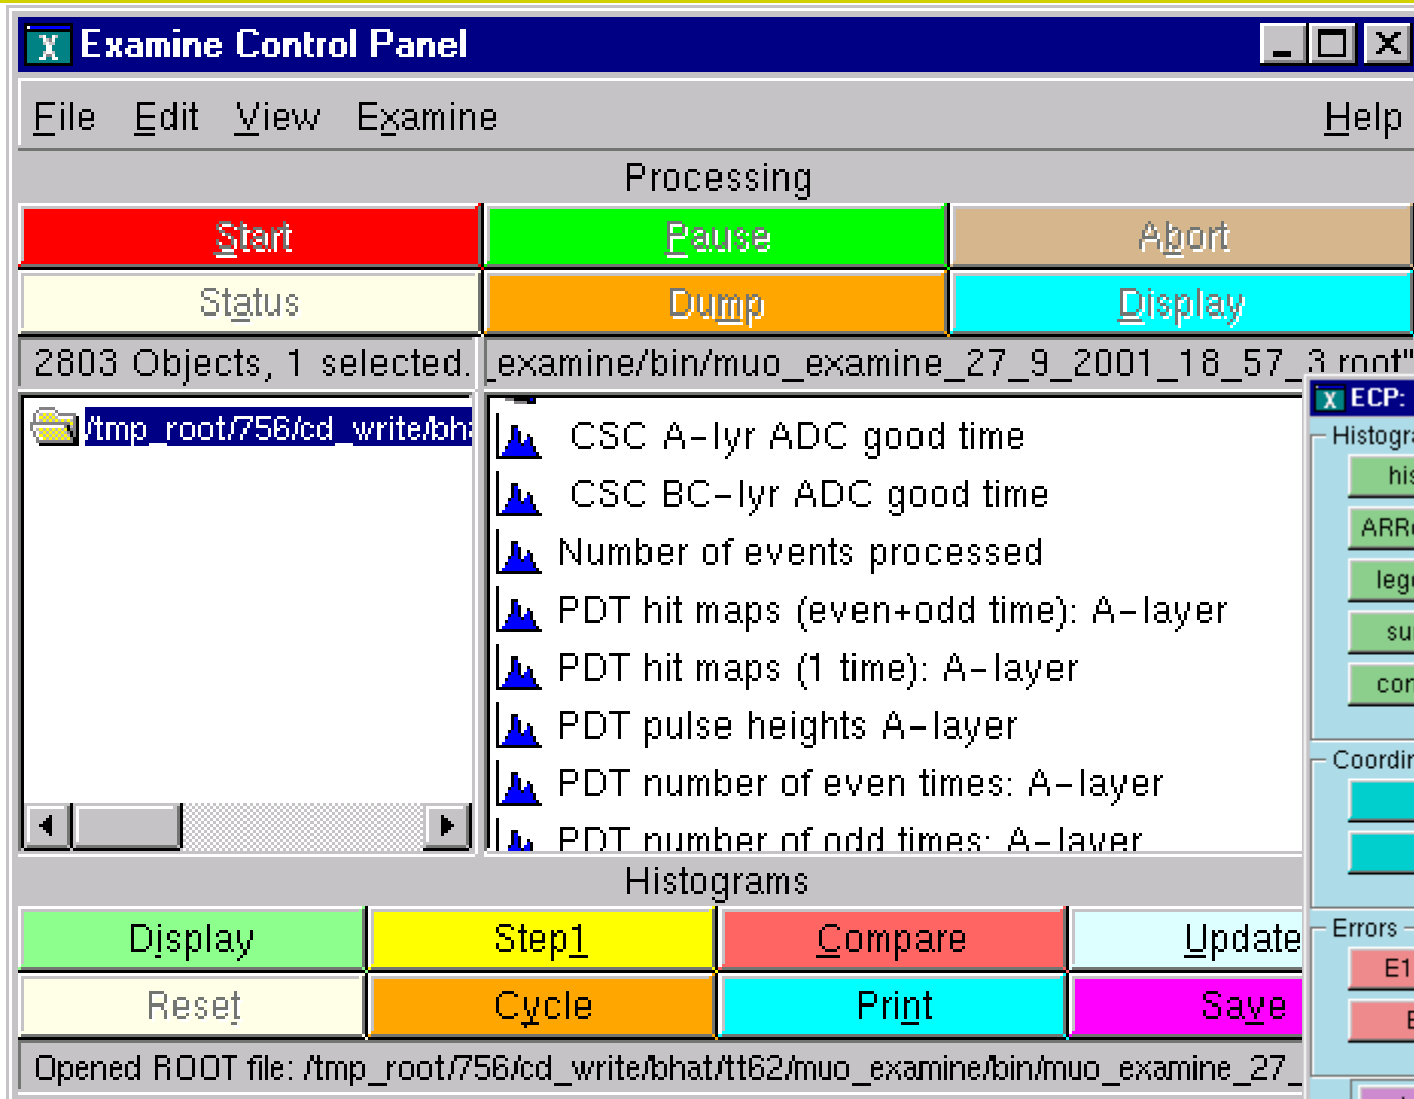 X Examine Control Panel
File Edit View Examine Help
Processing
Start Pause Abort
Status Dump Display
2803 Objects, 1 selected. _examine/bin/muo_examine_27_9_2001_18_57_3.root"
/tmp_root/756/cd_write/bha
CSC A-lyr ADC good time
CSC BC-lyr ADC good time
Number of events processed
PDT hit maps (even+odd time): A-layer
PDT hit maps (1 time): A-layer
PDT pulse heights A-layer
PDT number of even times: A-layer
PDT number of odd times: A-layer
Histograms
Display Step1 Compare Update
Reset Cycle Print Save
Opened ROOT file: /tmp_root/756/cd_write/bhat/tt62/muo_examine/bin/muo_examine_27_
X ECP:
Histogra
his
ARR
leg
su
con
Coordin
Errors
E1
E